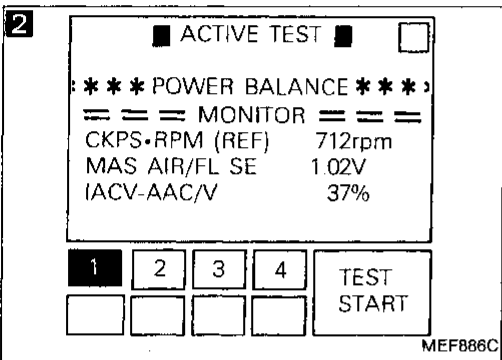 2
■ ACTIVE TEST ■
*** POWER BALANCE ***
= = = MONITOR = = =
CKPS•RPM (REF) 712rpm
MAS AIR/FL SE 1.02V
IACV-AAC/V 37%
1 2 3 4 TEST
START
MEF886C